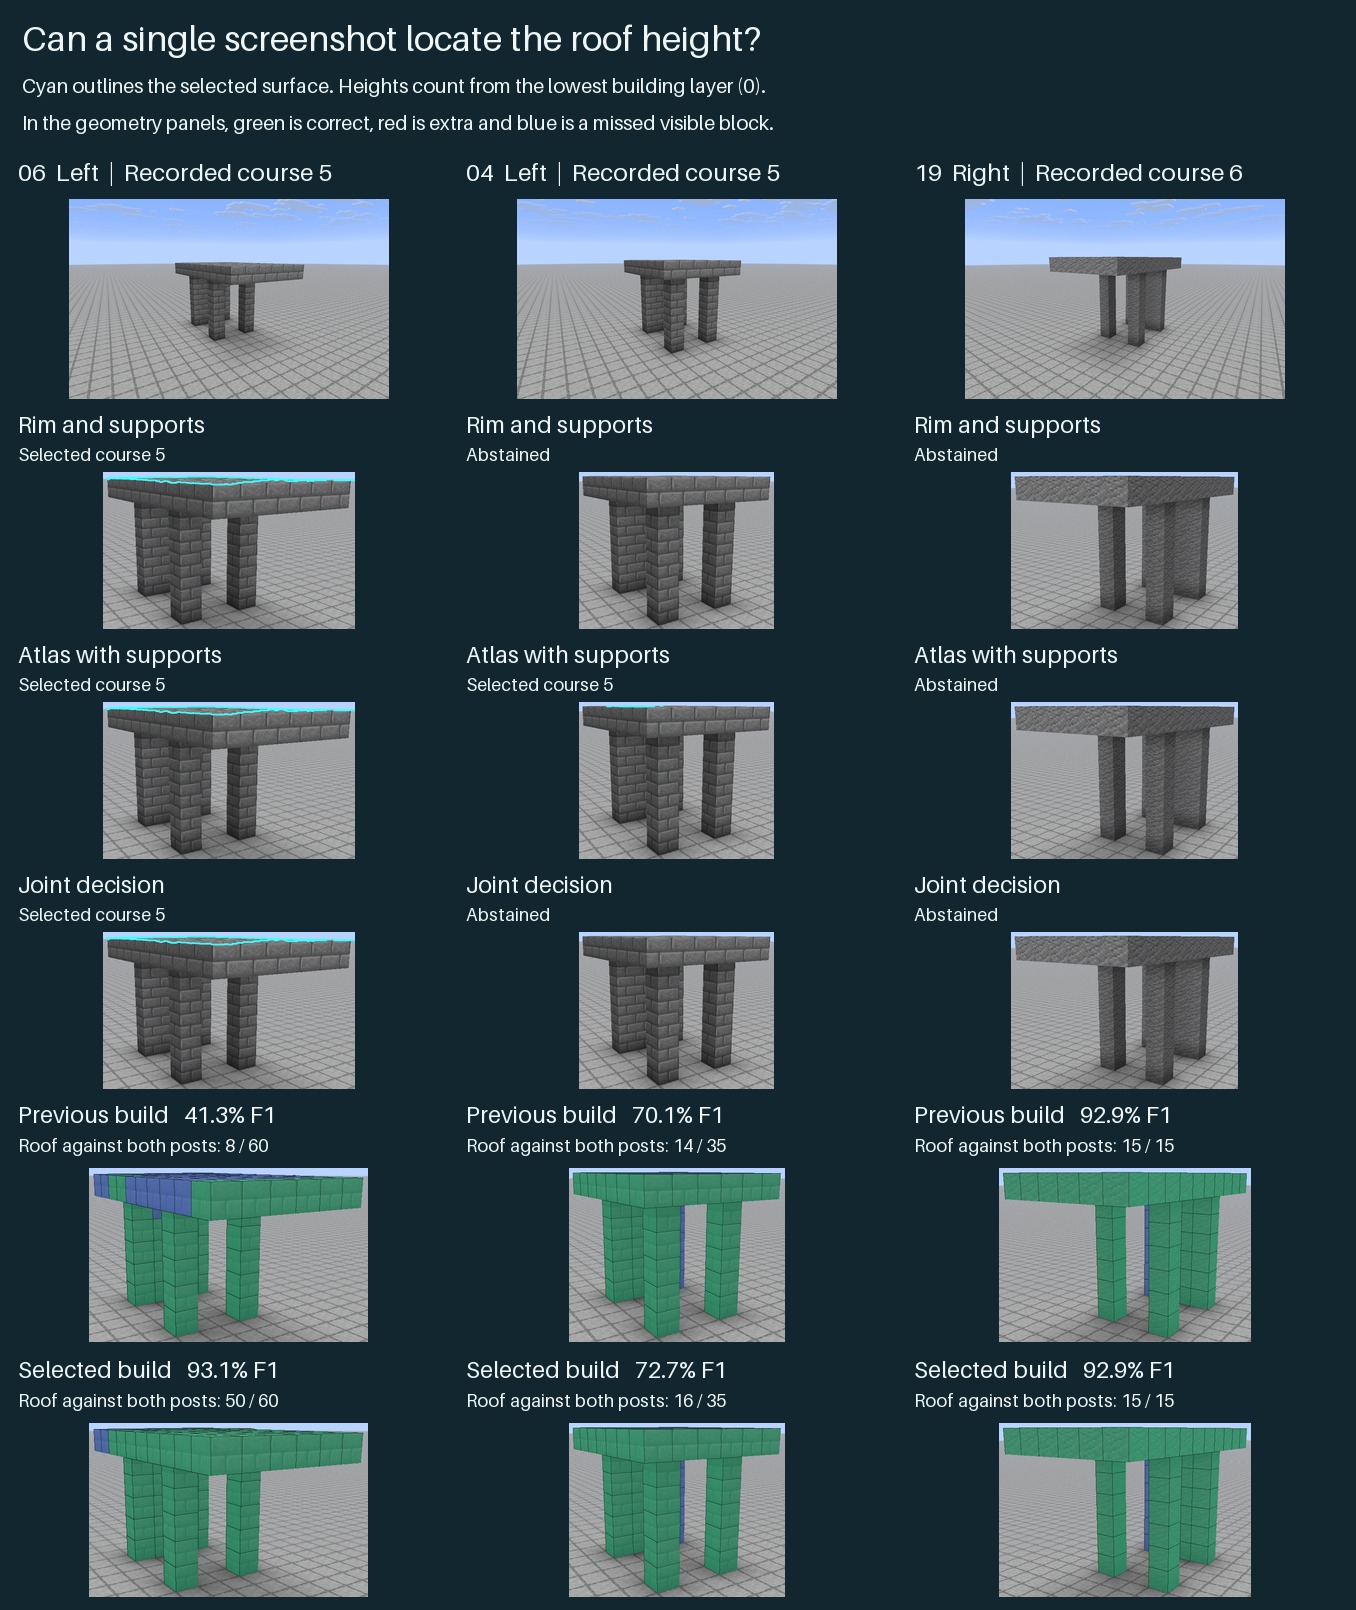 Can a single screenshot locate the roof height?
Cyan outlines the selected surface. Heights count from the lowest building layer (0).
In the geometry panels, green is correct, red is extra and blue is a missed visible block.
06 Left | Recorded course 5
04 Left | Recorded course 5
19 Right | Recorded course 6
Rim and supports
Selected course 5
Rim and supports
Abstained
Rim and supports
Abstained
Atlas with supports
Selected course 5
Atlas with supports
Selected course 5
Atlas with supports
Abstained
Joint decision
Selected course 5
Joint decision
Abstained
Joint decision
Abstained
Previous build 41.3% F1
Roof against both posts: 8 / 60
Previous build 70.1% F1
Roof against both posts: 14 / 35
Previous build 92.9% F1
Roof against both posts: 15 / 15
Selected build 93.1% F1
Roof against both posts: 50 / 60
Selected build 72.7% F1
Roof against both posts: 16 / 35
Selected build 92.9% F1
Roof against both posts: 15 / 15